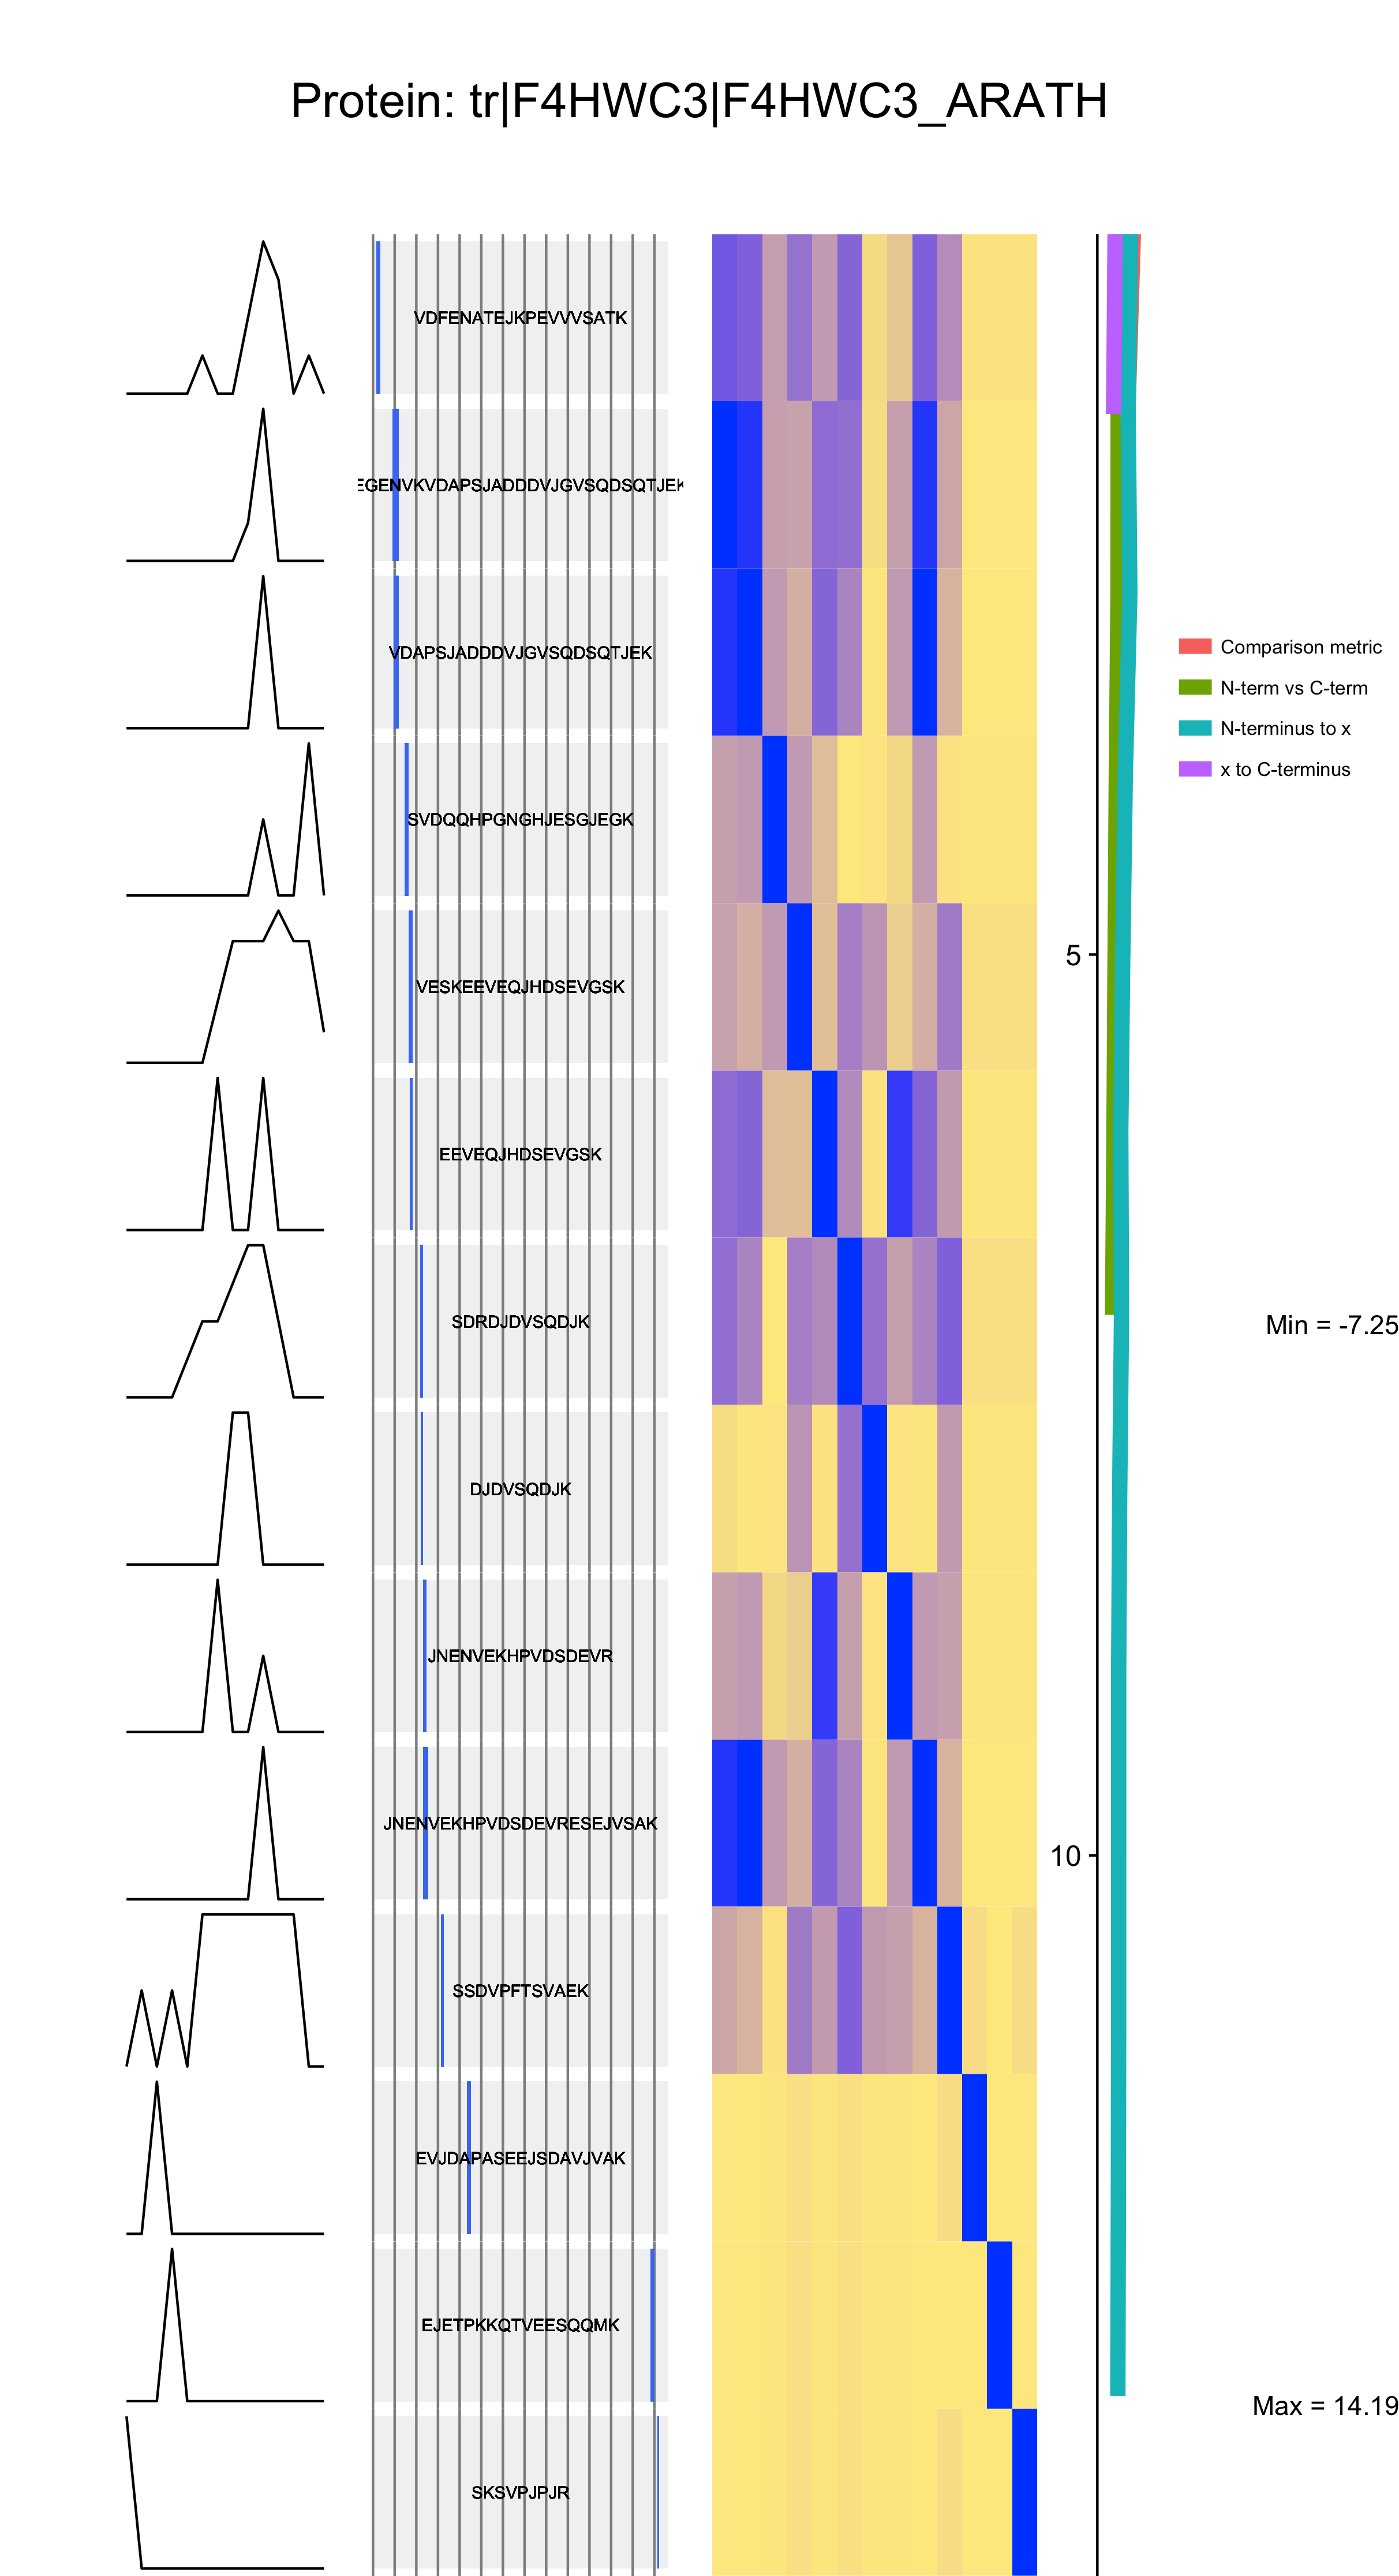 Protein: tr|F4HWC3|F4HWC3_ARATH
VDFENATEJKPEVVVSATK
EGENVKVDAPSJADDDVJGVSQDSQTJEK
VDAPSJADDDVJGVSQDSQTJEK
Comparison metric
N-term vs C-term
N-terminus to x
x to C-terminus
SVDQQHPGNGHJESGJEGK
5
VESKEEVEQJHDSEVGSK
EEVEQJHDSEVGSK
SDRDJDVSQDJK
Min = -7.25
DJDVSQDJK
JNENVEKHPVDSDEVR
JNENVEKHPVDSDEVRESEJVSAK
10
SSDVPFTSVAEK
EVJDAPASEEJSDAVJVAK
EJETPKKQTVEESQQMK
Max = 14.19
SKSVPJPJR